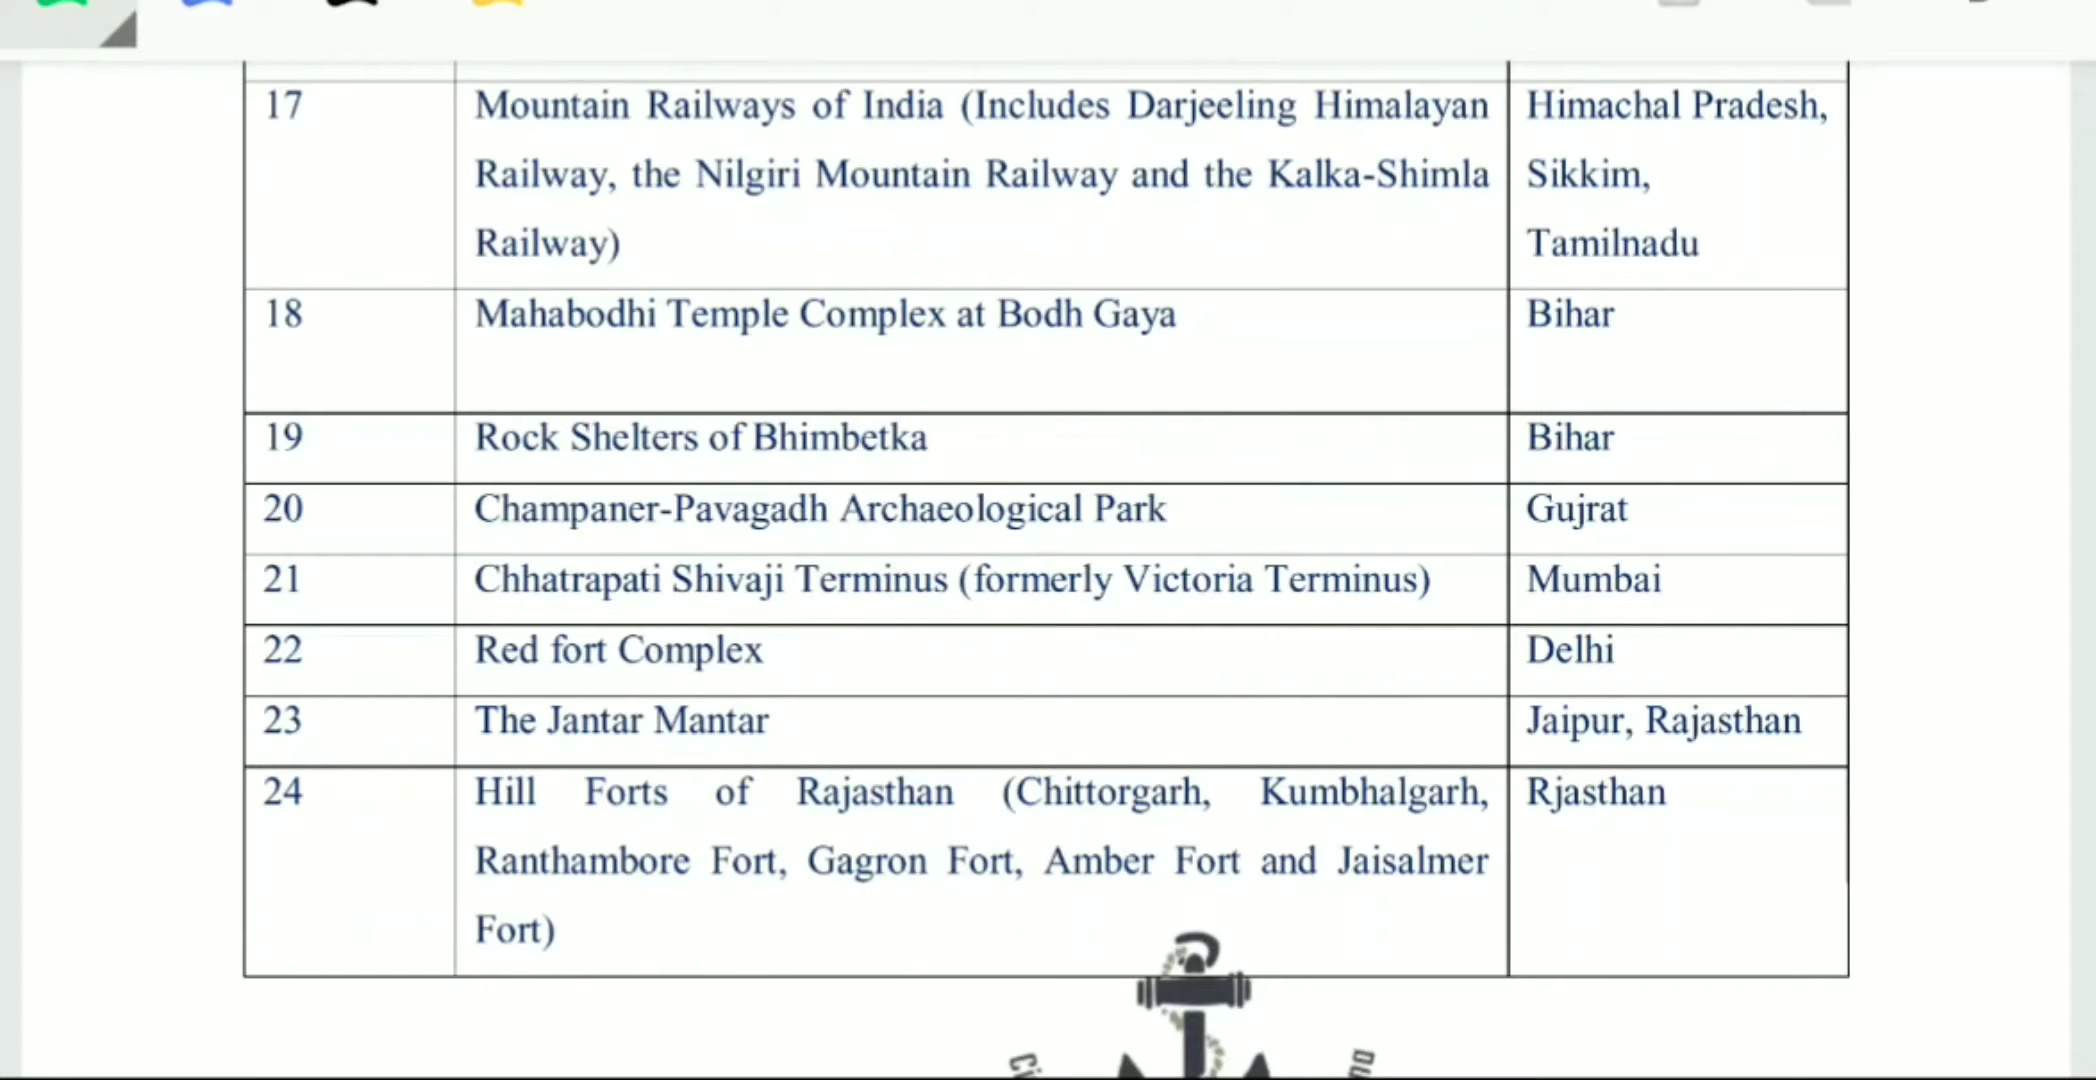 17 Mountain Railways of India (Includes Darjeeling Himalayan Himachal Pradesh,
Railway, the Nilgiri Mountain Railway and the Kalka-Shimla Sikkim,
Railway) Tamilnadu
18 Mahabodhi Temple Complex at Bodh Gaya Bihar
19 Rock Shelters of Bhimbetka Bihar
20 Champaner-Pavagadh Archaeological Park Gujrat
21 Chhatrapati Shivaji Terminus (formerly Victoria Terminus) Mumbai
22 Red fort Complex Delhi
23 The Jantar Mantar Jaipur, Rajasthan
24 Hill Forts of Rajasthan (Chittorgarh, Kumbhalgarh, Rjasthan
Ranthambore Fort, Gagron Fort, Amber Fort and Jaisalmer
Fort)